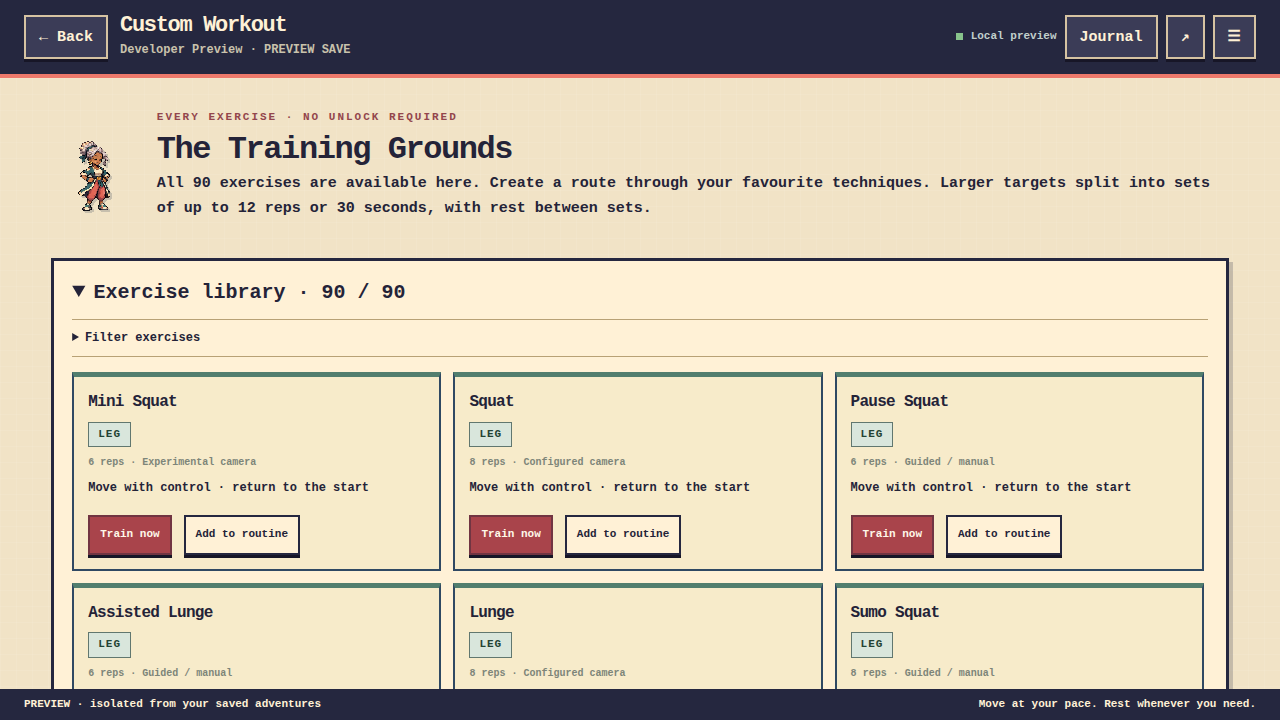 ← Back
Custom Workout
Developer Preview · PREVIEW SAVE
Local preview
Journal
↗
☰
EVERY EXERCISE · NO UNLOCK REQUIRED
The Training Grounds
All 90 exercises are available here. Create a route through your favourite techniques. Larger targets split into sets
of up to 12 reps or 30 seconds, with rest between sets.
▼ Exercise library · 90 / 90
▶ Filter exercises
Mini Squat
LEG
6 reps · Experimental camera
Move with control · return to the start
Train now
Add to routine
Squat
LEG
8 reps · Configured camera
Move with control · return to the start
Train now
Add to routine
Pause Squat
LEG
6 reps · Guided / manual
Move with control · return to the start
Train now
Add to routine
Assisted Lunge
LEG
6 reps · Guided / manual
Lunge
LEG
8 reps · Configured camera
Sumo Squat
LEG
8 reps · Guided / manual
PREVIEW · isolated from your saved adventures
Move at your pace. Rest whenever you need.